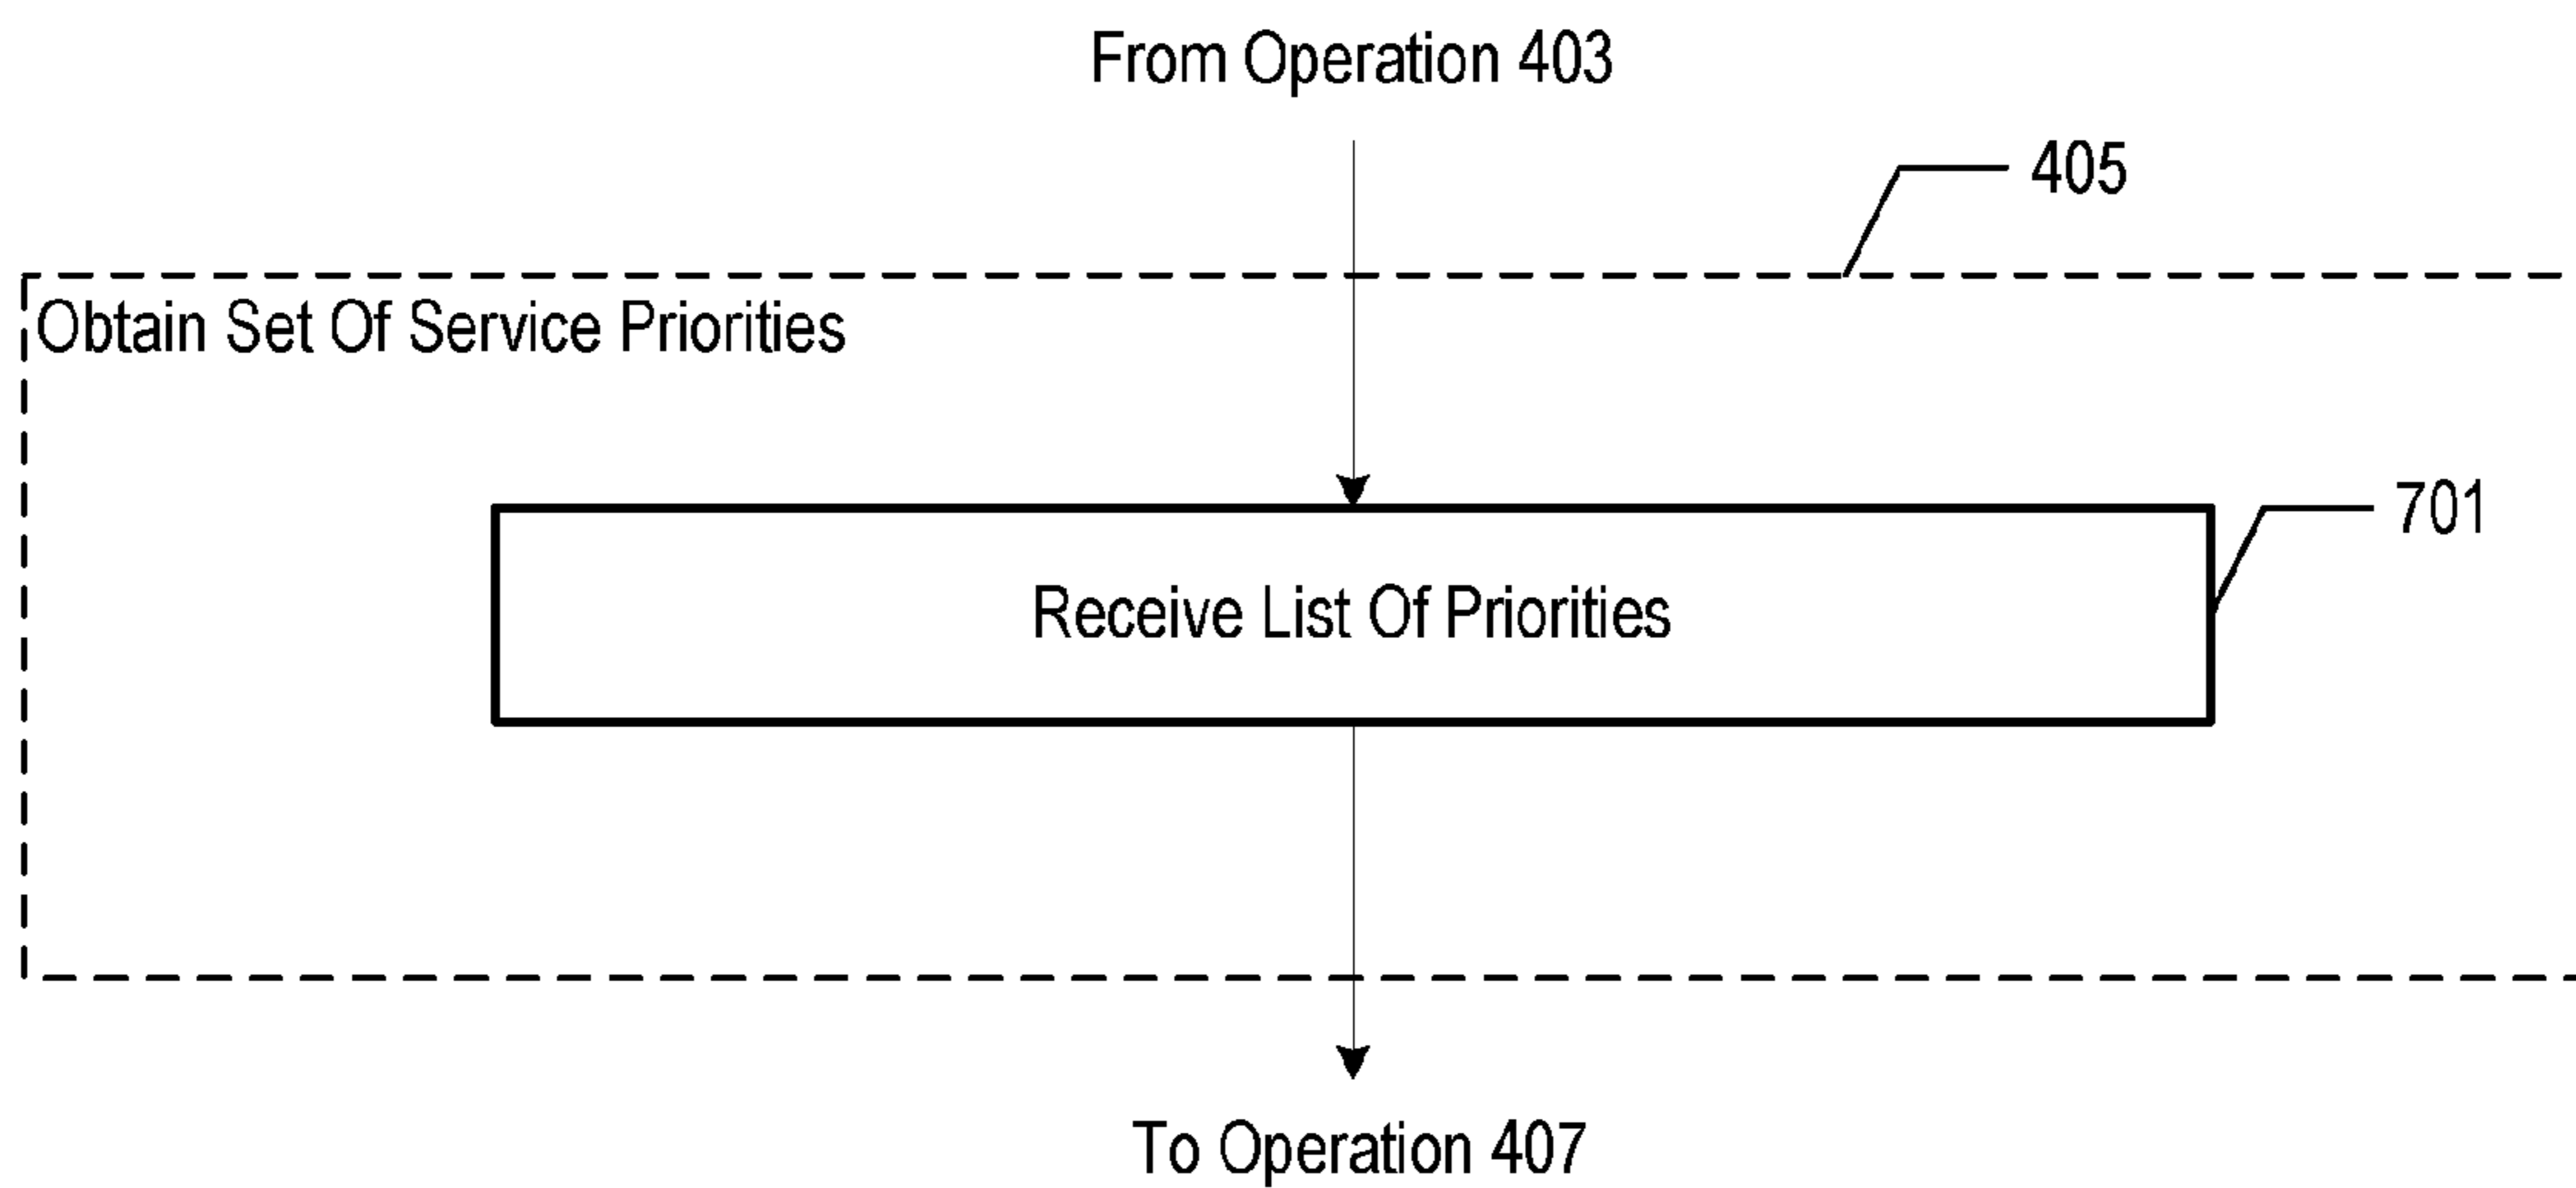 From Operation 403
405
Obtain Set Of Service Priorities
701
Receive List Of Priorities
To Operation 407